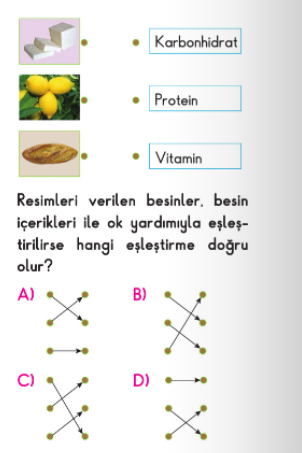 Karbonhidrat
Protein
Vitamin
Resimleri verilen besinler, besin
içerikleri ile ok yardımıyla eşleş-
tirilirse hangi eşleştirme doğru
olur?
A) B)
C) D)